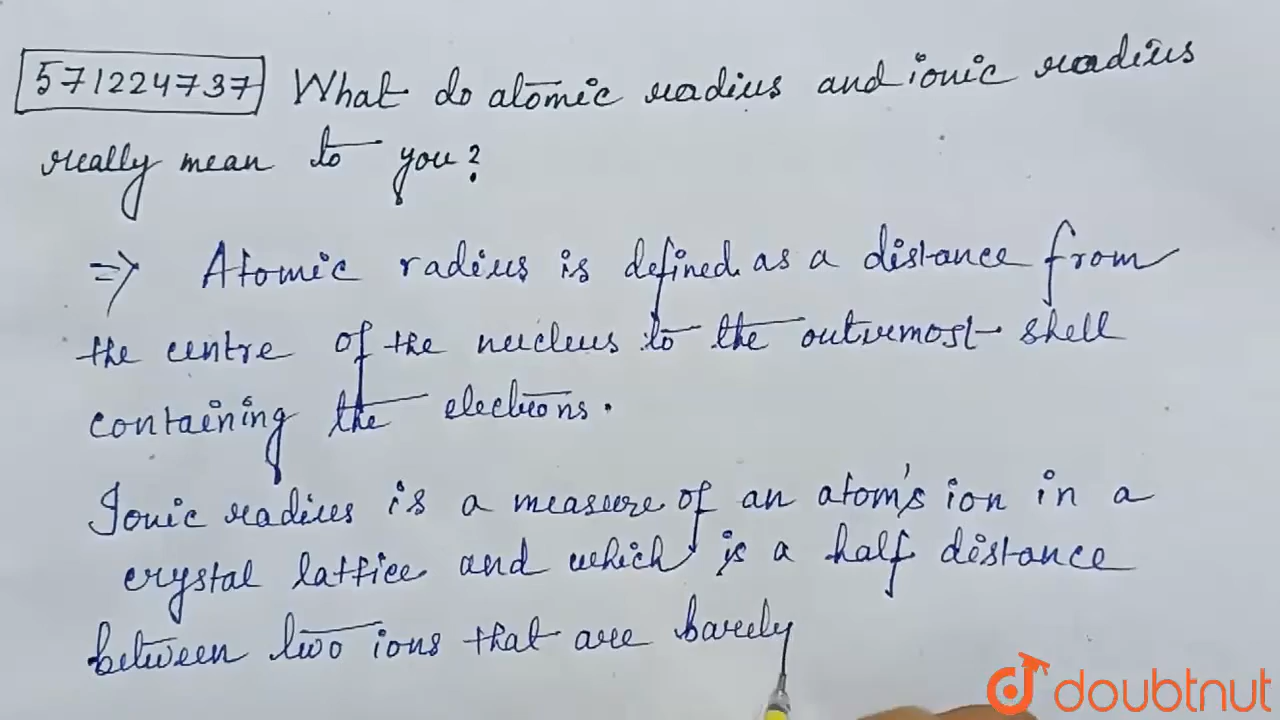 571224737 What do atomic radius and ionic radius
really mean to you?
⇒ Atomic radius is defined as a distance from
the centre of the nucleus to the outermost shell
containing the electrons.
Ionic radius is a measure of an atom's ion in a
crystal lattice and which is a half distance
between two ions that are barely
doubtnut